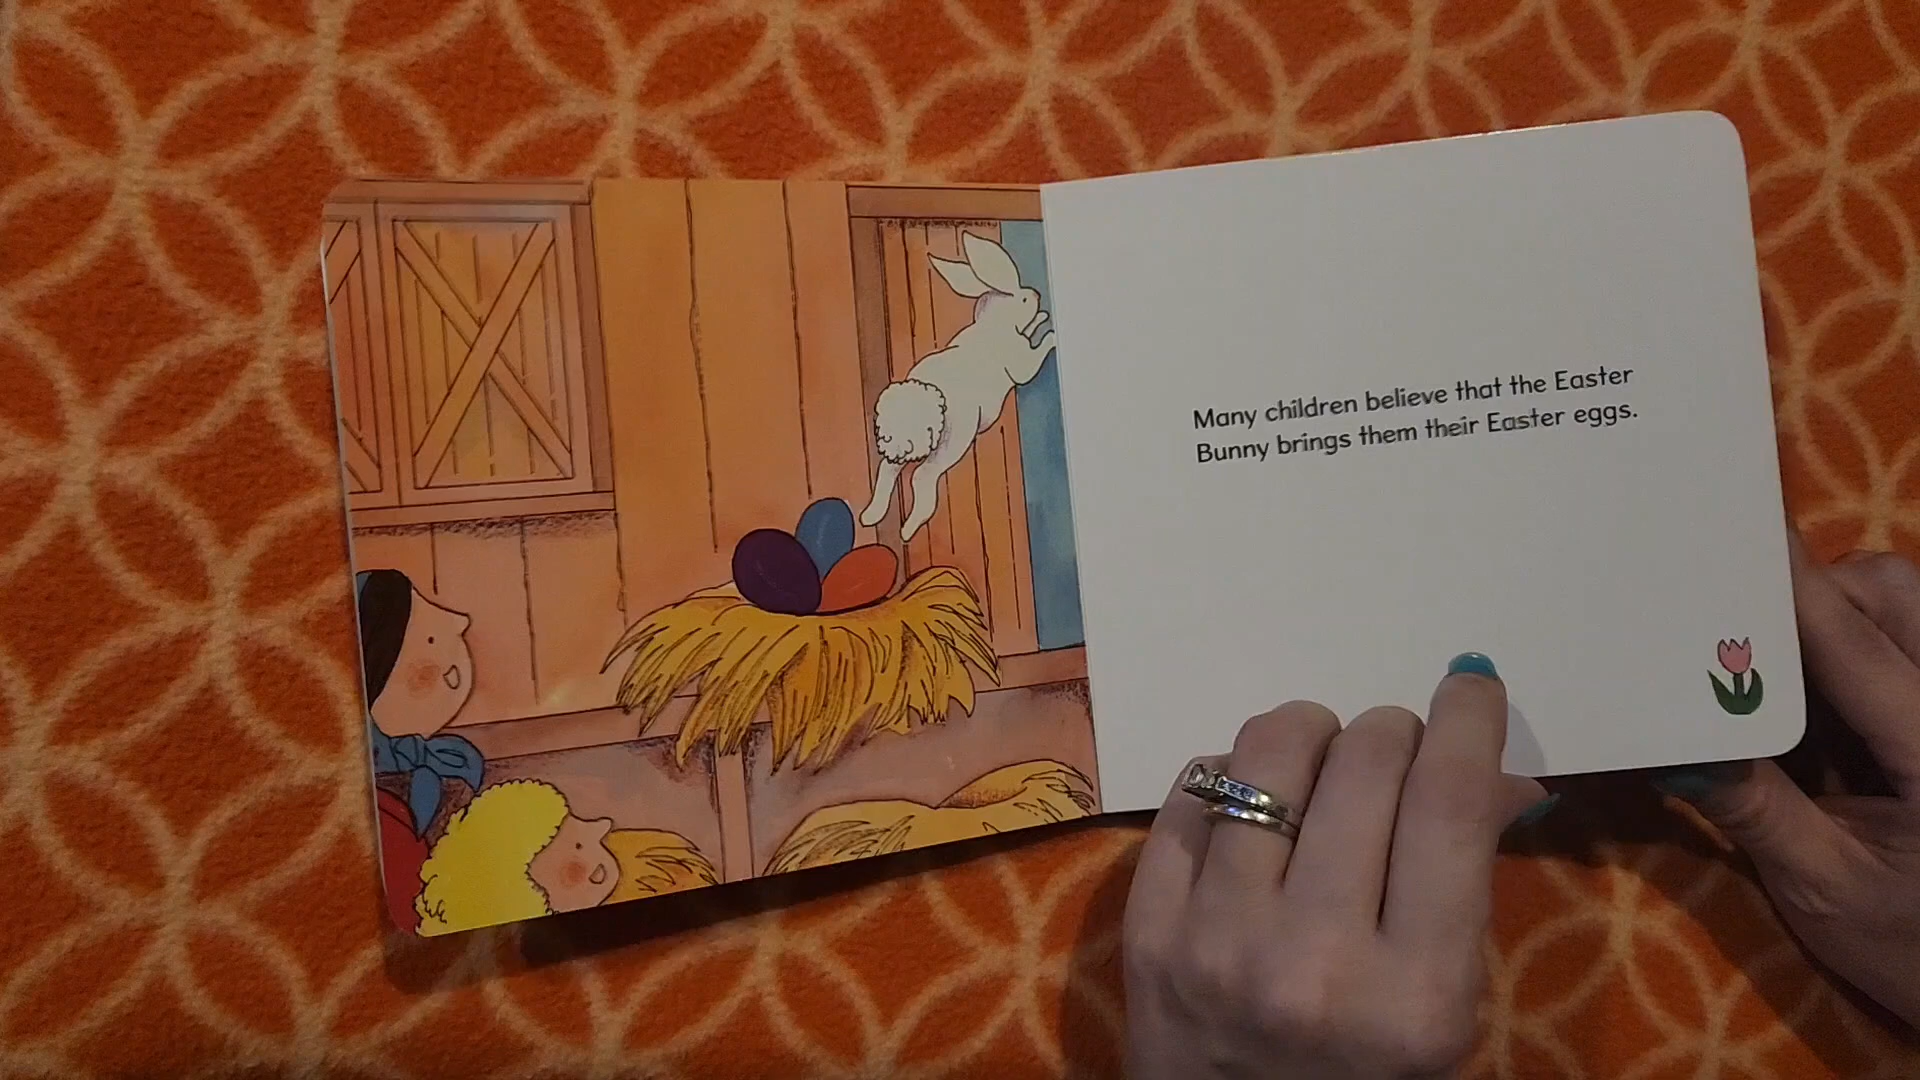 Many children believe that the Easter
Bunny brings them their Easter eggs.